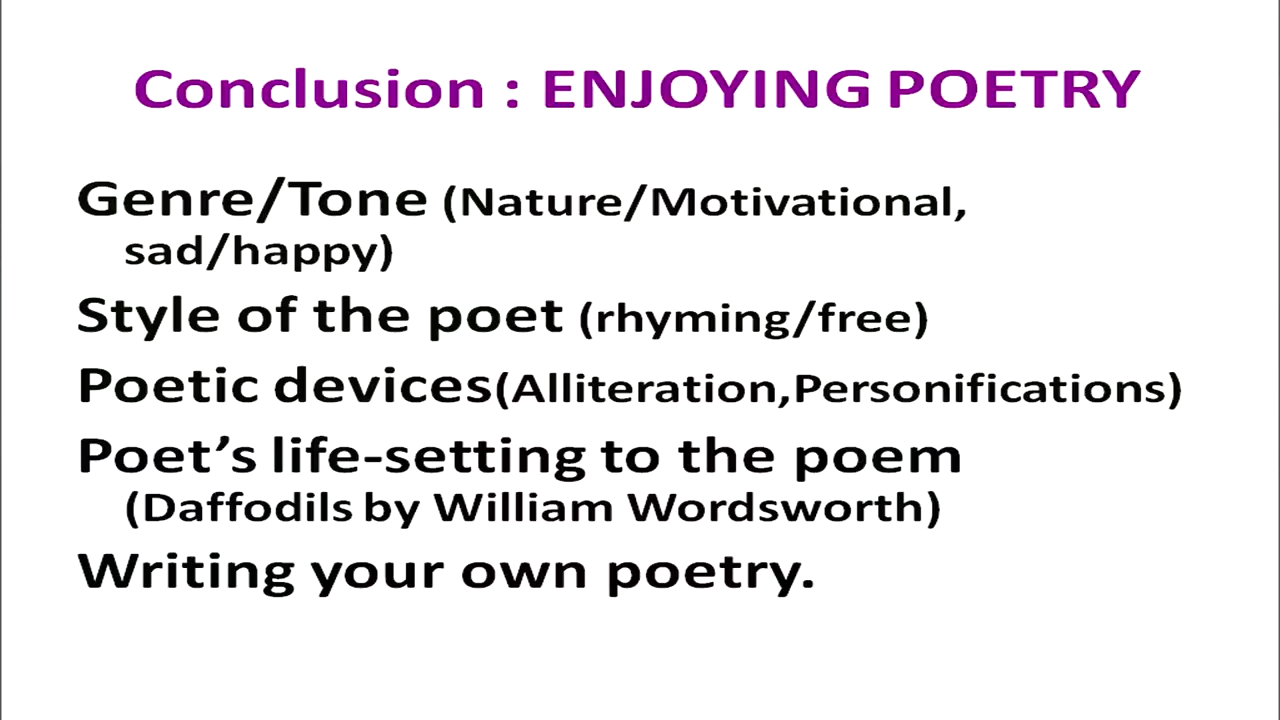 Conclusion : ENJOYING POETRY
Genre/Tone (Nature/Motivational,
sad/happy)
Style of the poet (rhyming/free)
Poetic devices(Alliteration,Personifications)
Poet’s life-setting to the poem
(Daffodils by William Wordsworth)
Writing your own poetry.